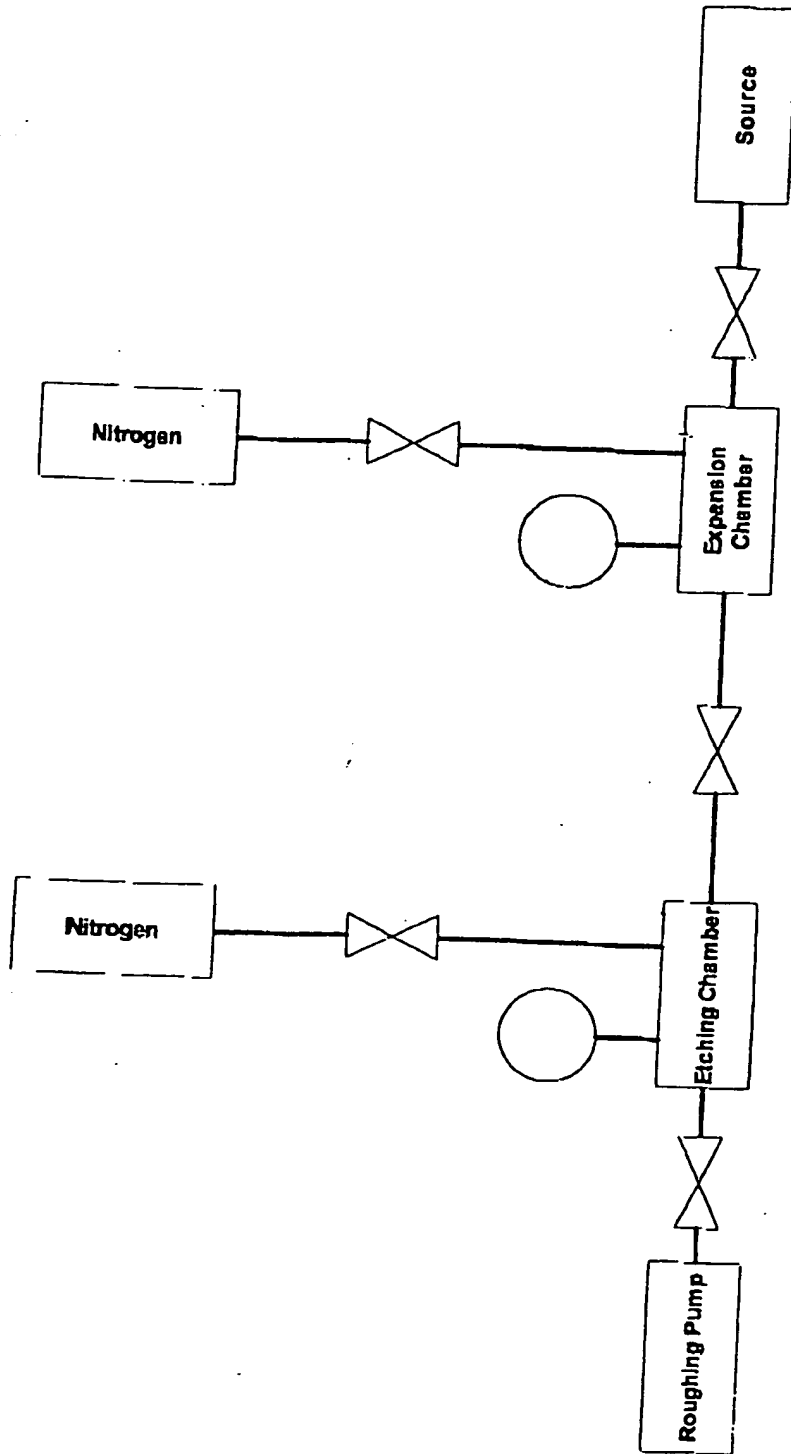 Nitrogen
Source
Expansion
Chamber
Nitrogen
Etching Chamber
Roughing Pump